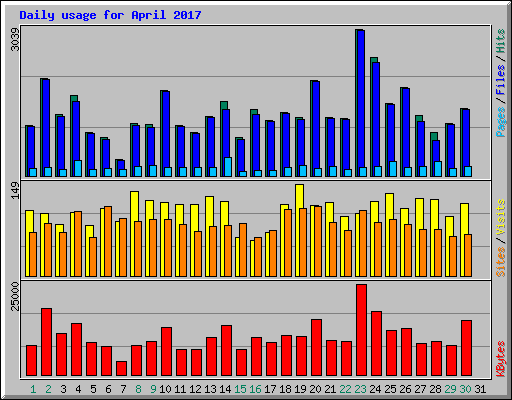 Daily usage for April 2017
3039
Pages / Files / Hits
149
Sites / Visits
25000
KBytes
1 2 3 4 5 6 7 8 9 10 11 12 13 14 15 16 17 18 19 20 21 22 23 24 25 26 27 28 29 30 31